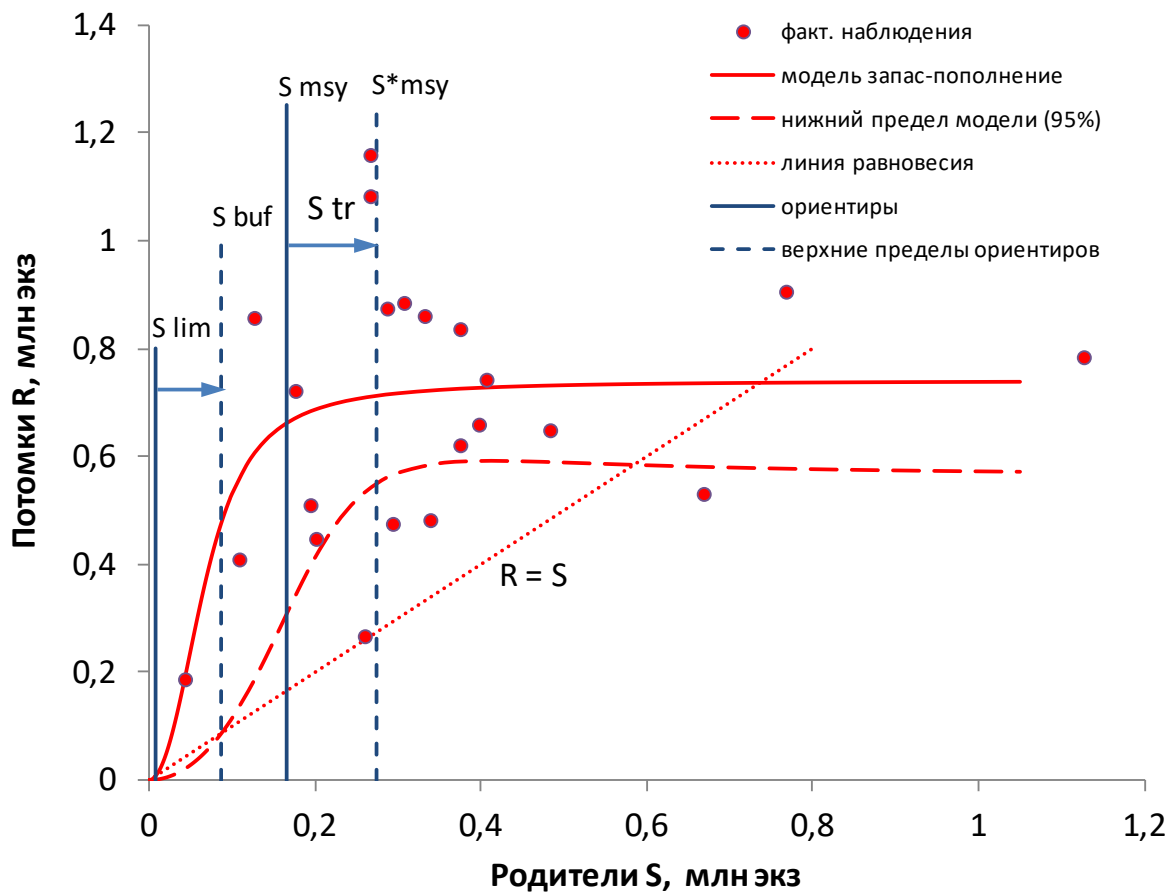 1,4
1,2
1
0,8
0,6
0,4
0,2
0
Потомки R, млн экз
S lim
S buf
S msy
S*msy
S tr
факт. наблюдения
модель запас-пополнение
нижний предел модели (95%)
линия равновесия
ориентиры
верхние пределы ориентиров
R = S
0
0,2
0,4
0,6
0,8
1
1,2
Родители S, млн экз